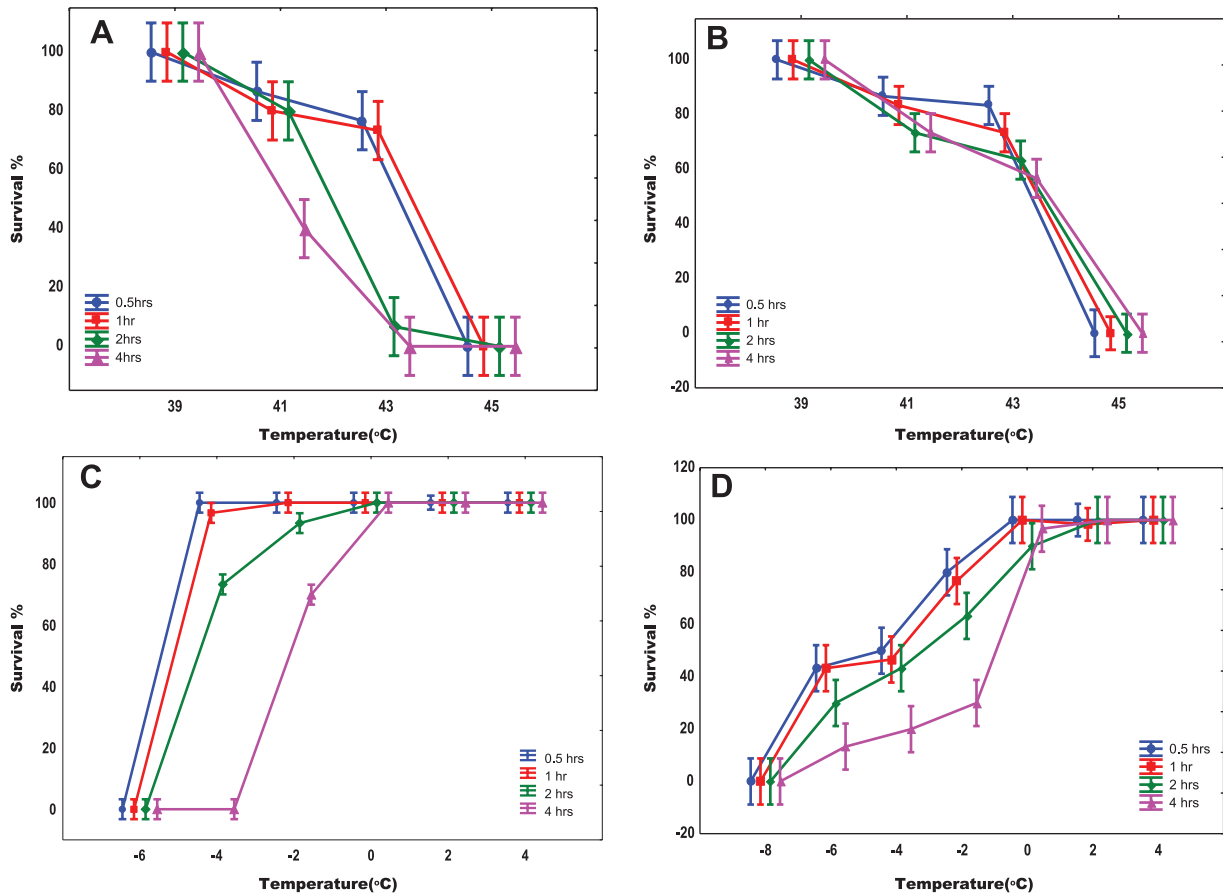 A
100
80
60
40
20
0
Survival %
0.5hrs
1hr
2hrs
4hrs
39 41 43 45
Temperature(°C)
B
100
80
60
40
20
0
-20
Survival %
0.5 hrs
1 hr
2 hrs
4 hrs
39 41 43 45
Temperature(°C)
C
100
80
60
40
20
0
Survival %
0.5 hrs
1 hr
2 hrs
4 hrs
-6 -4 -2 0 2 4
Temperature(°C)
D
120
100
80
60
40
20
0
-20
Survival %
0.5 hrs
1 hr
2 hrs
4 hrs
-8 -6 -4 -2 0 2 4
Temperature(°C)